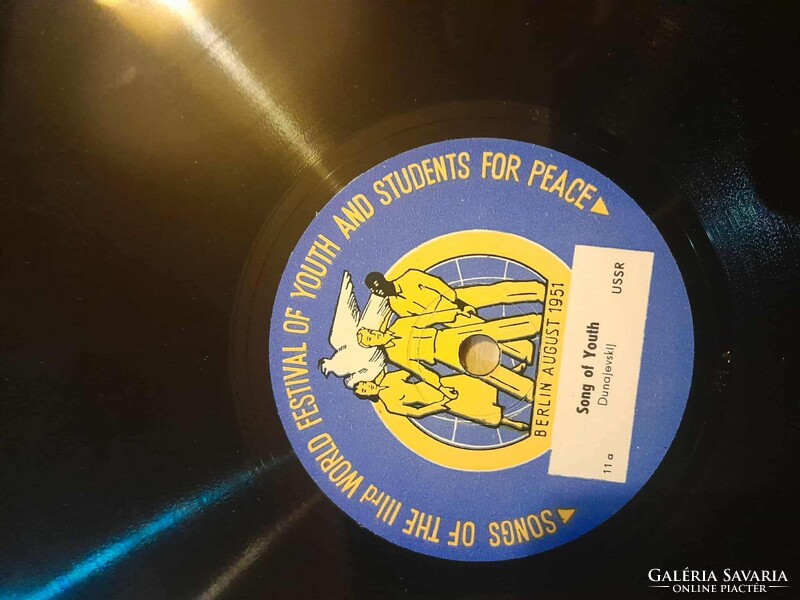 SONGS OF THE IIIrd WORLD FESTIVAL OF YOUTH AND STUDENTS FOR PEACE
BERLIN AUGUST 1951
Song of Youth
Dunajevskij
11 a
USSR
GALÉRIA SAVARIA
ONLINE PIACTÉR